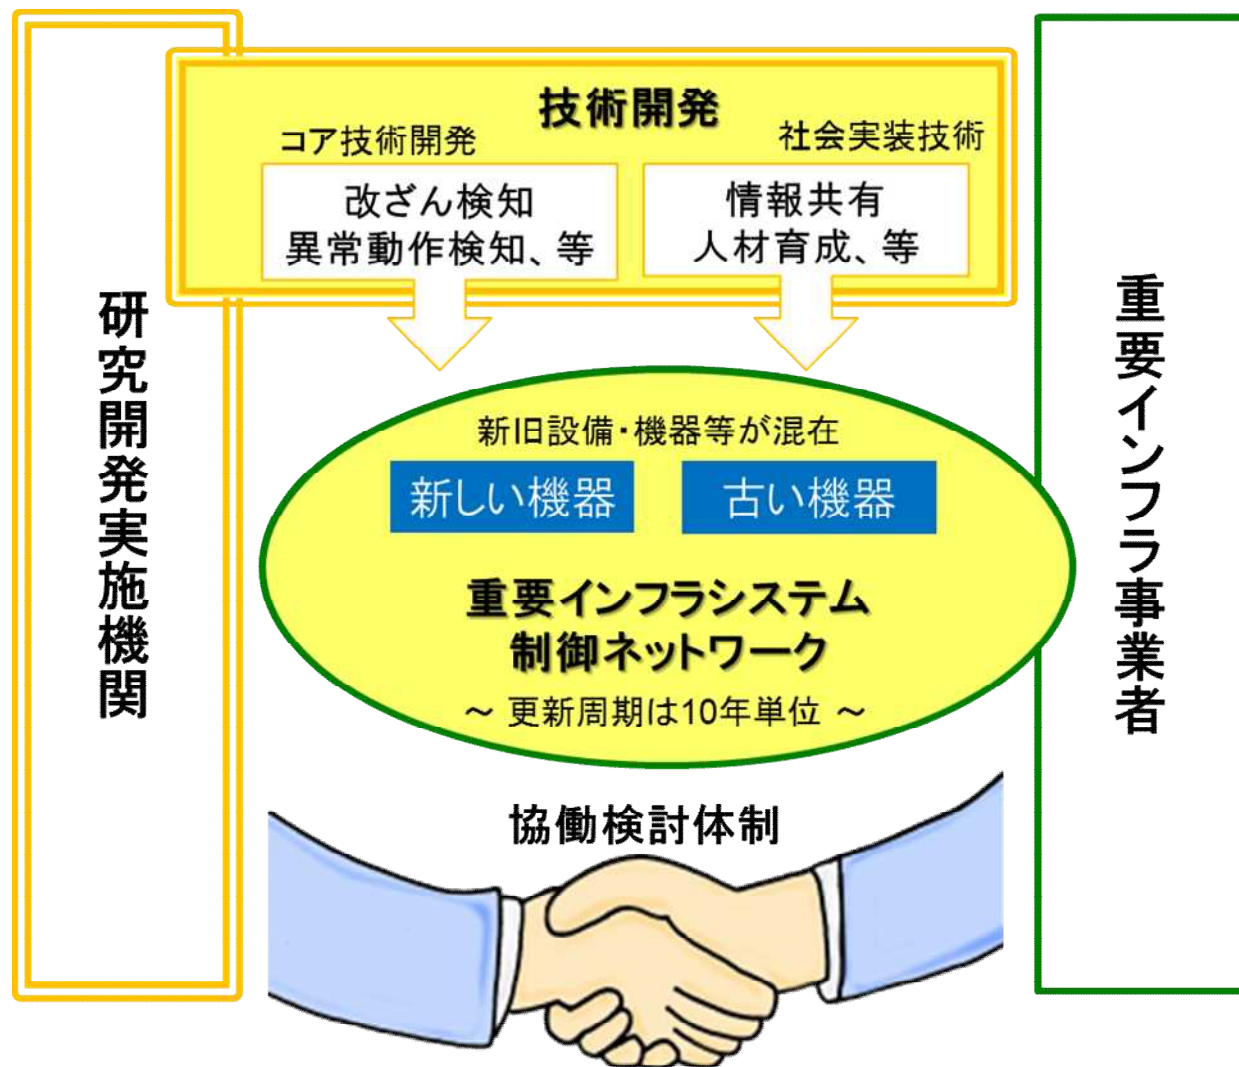 研究開発実施機関
技術開発
コア技術開発
社会実装技術
改ざん検知
異常動作検知、等
情報共有
人材育成、等
新旧設備・機器等が混在
新しい機器
古い機器
重要インフラシステム
制御ネットワーク
～ 更新周期は10年単位 ～
協働検討体制
重要インフラ事業者